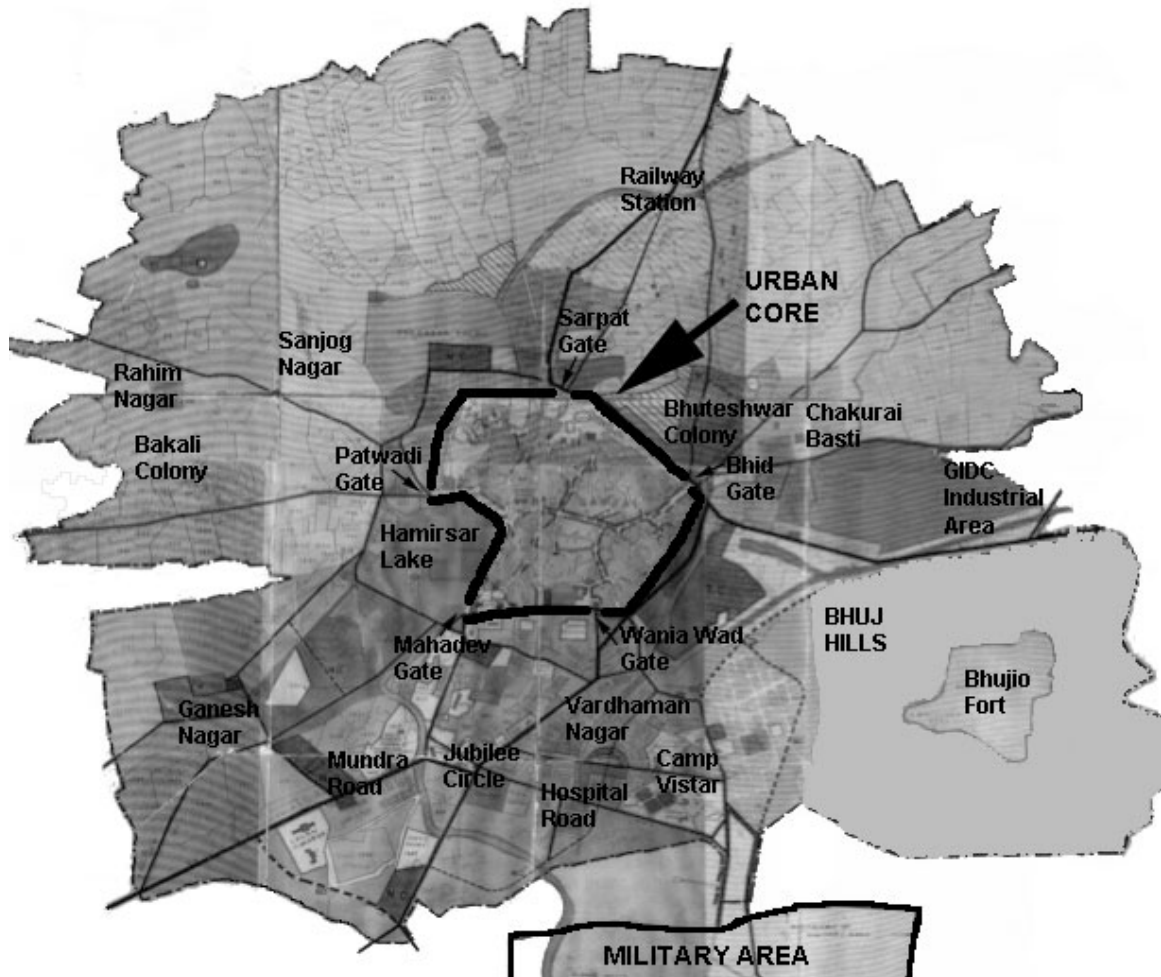 Railway
Station
URBAN
CORE
Sarpat
Gate
Sanjog
Nagar
Rahim
Nagar
Bhuteshwar
Colony
Chakurai
Basti
Bakali
Colony
Patwadi
Gate
Bhid
Gate
GIDC
Industrial
Area
Hamirsar
Lake
Mahadev
Gate
Wania Wad
Gate
BHUJ
HILLS
Bhujio
Fort
Ganesh
Nagar
Vardhaman
Nagar
Mundra
Road
Jubilee
Circle
Camp
Vistar
Hospital
Road
MILITARY AREA